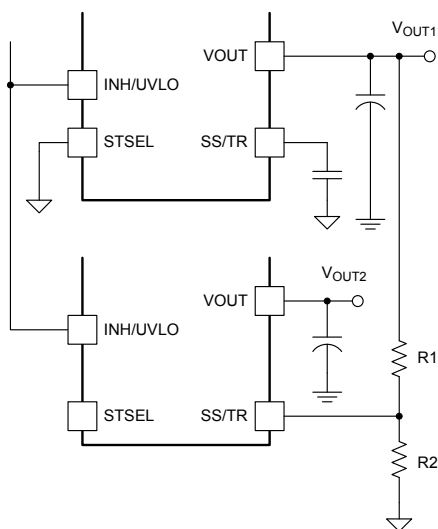 VOUT1
VOUT
INH/UVLO
STSEL
SS/TR
VOUT2
VOUT
INH/UVLO
R1
STSEL
SS/TR
R2